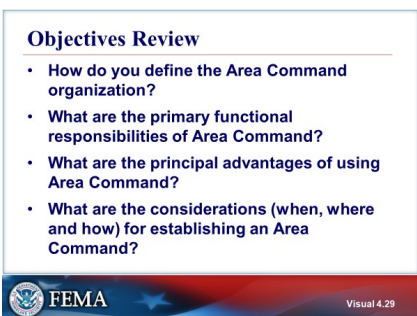 Objectives Review
• How do you define the Area Command
organization?
• What are the primary functional
responsibilities of Area Command?
• What are the principal advantages of using
Area Command?
• What are the considerations (when, where
and how) for establishing an Area
Command?
FEMA
Visual 4.29